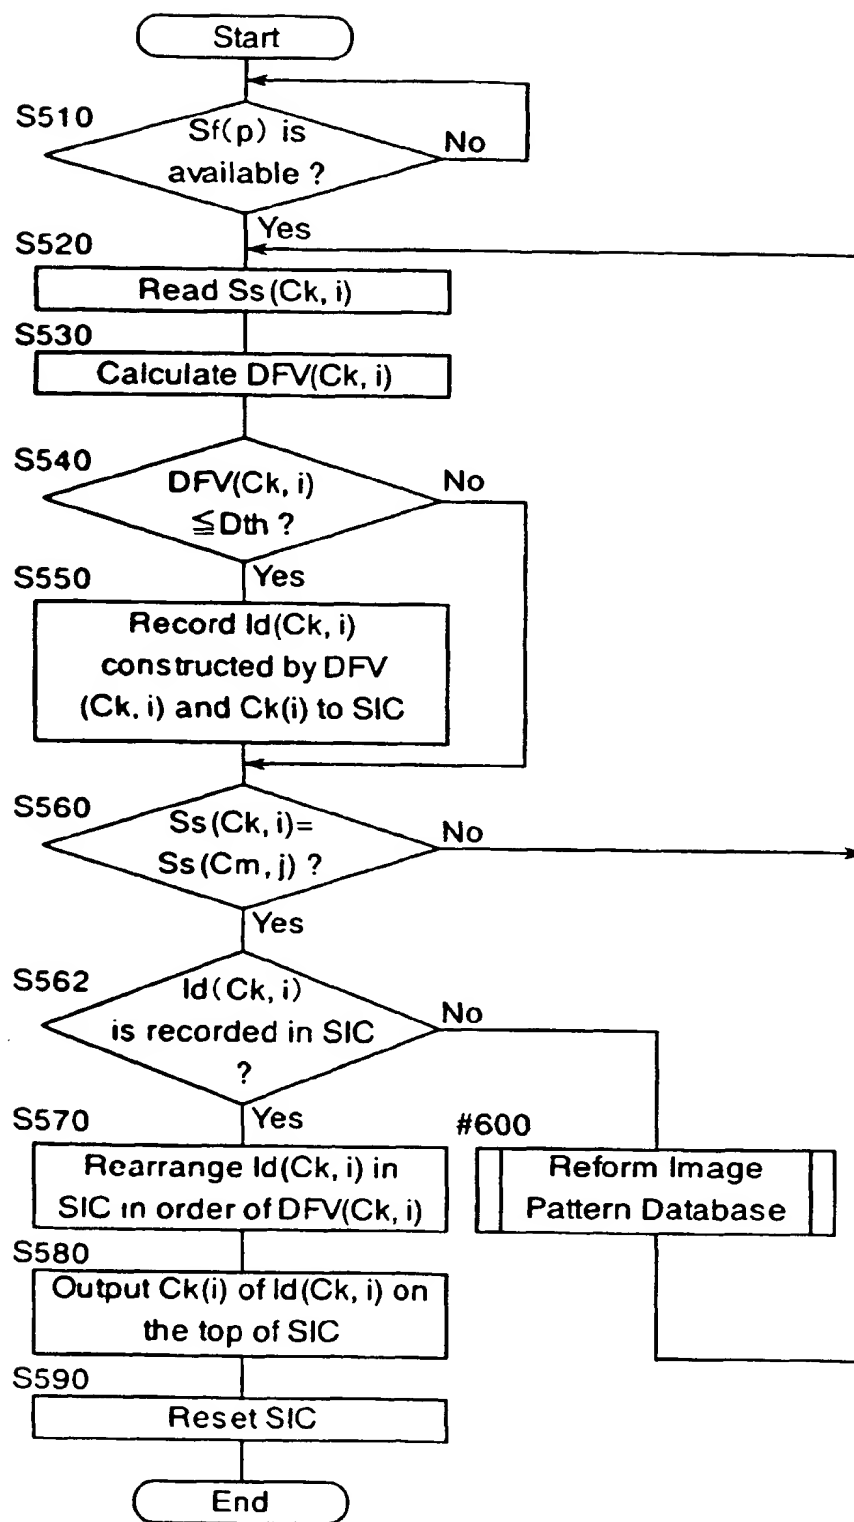 Start
S510
Sf(p) is
available ?
No
Yes
S520
Read Ss(Ck, i)
S530
Calculate DFV(Ck, i)
S540
DFV(Ck, i)
≦Dth ?
No
Yes
S550
Record Id(Ck, i)
constructed by DFV
(Ck, i) and Ck(i) to SIC
S560
Ss(Ck, i)=
Ss(Cm, j) ?
No
Yes
S562
Id(Ck, i)
is recorded in SIC
?
No
Yes
S570
Rearrange Id(Ck, i) in
SIC in order of DFV(Ck, i)
#600
Reform Image
Pattern Database
S580
Output Ck(i) of Id(Ck, i) on
the top of SIC
S590
Reset SIC
End